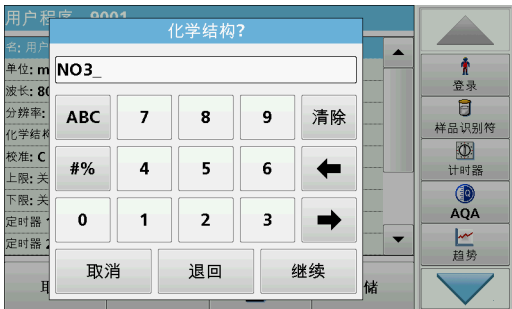 用户程序 9001
化学结构?
名: 用户
单位: m
波长: 80
分辨率:
化学结构
校准: C
上限: 关
下限: 关
定时器 1
定时器 2
NO3_
ABC 7 8 9 清除
#% 4 5 6
0 1 2 3
取消 退回 继续
取
储
登录
样品识别符
计时器
AQA
趋势